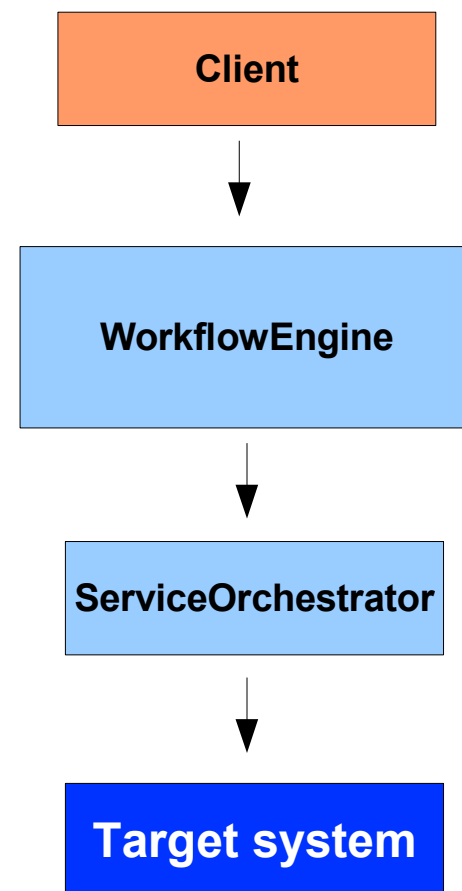 Client
WorkflowEngine
ServiceOrchestrator
Target system